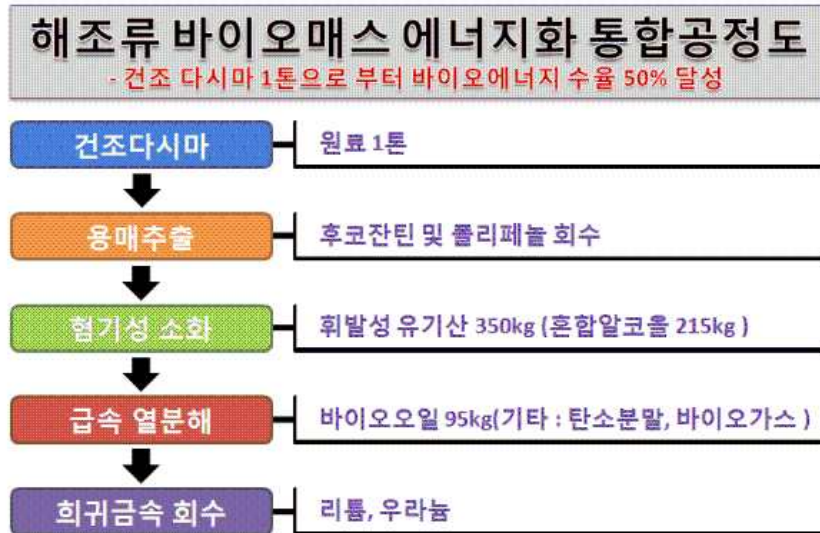 해조류 바이오매스 에너지화 통합공정도
- 건조 다시마 1톤으로 부터 바이오에너지 수율 50% 달성
건조다시마
원료 1톤
용매추출
후코잔틴 및 폴리페놀 회수
혐기성 소화
휘발성 유기산 350kg (혼합알코올 215kg )
급속 열분해
바이오오일 95kg(기타 : 탄소분말, 바이오가스 )
희귀금속 회수
리튬, 우라늄